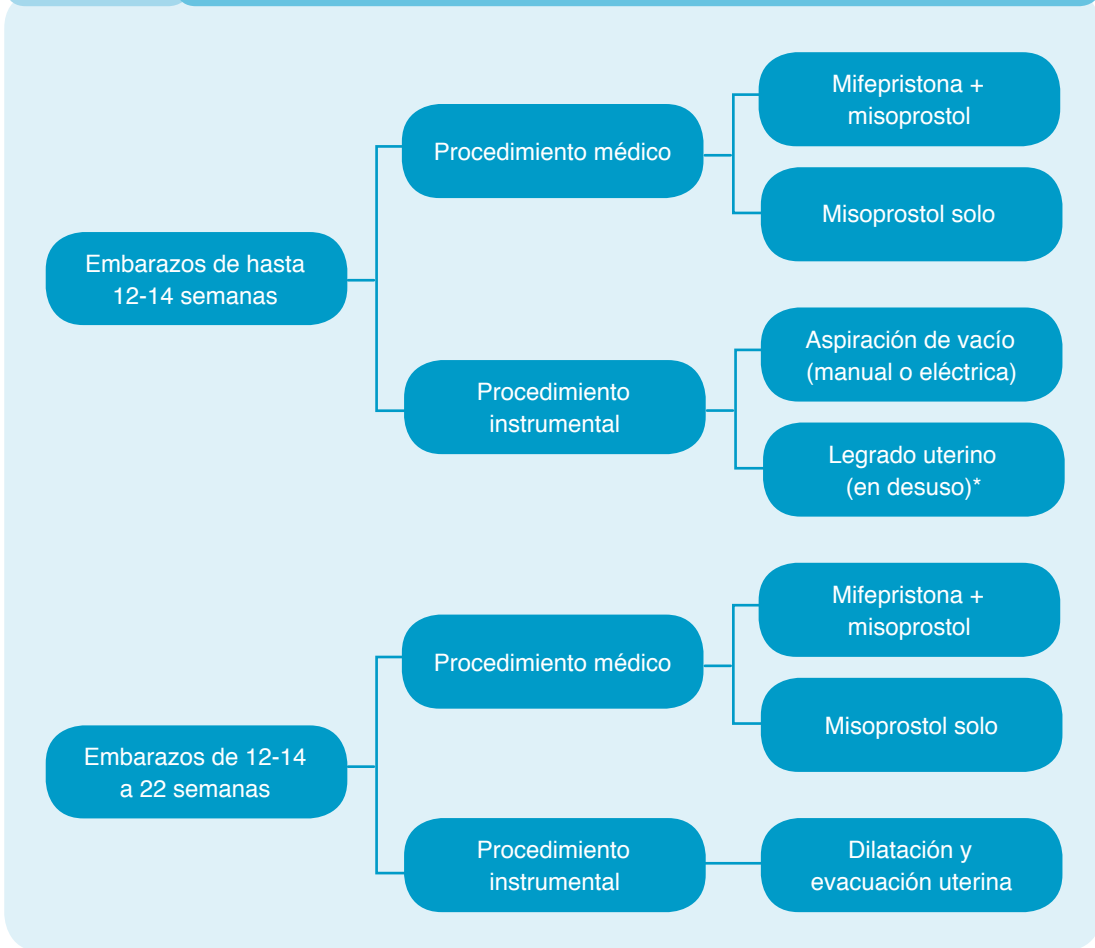 Embarazos de hasta
12-14 semanas
Procedimiento médico
Mifepristona +
misoprostol
Misoprostol solo
Procedimiento
instrumental
Aspiración de vacío
(manual o eléctrica)
Legrado uterino
(en desuso)*
Embarazos de 12-14
a 22 semanas
Procedimiento médico
Mifepristona +
misoprostol
Misoprostol solo
Procedimiento
instrumental
Dilatación y
evacuación uterina